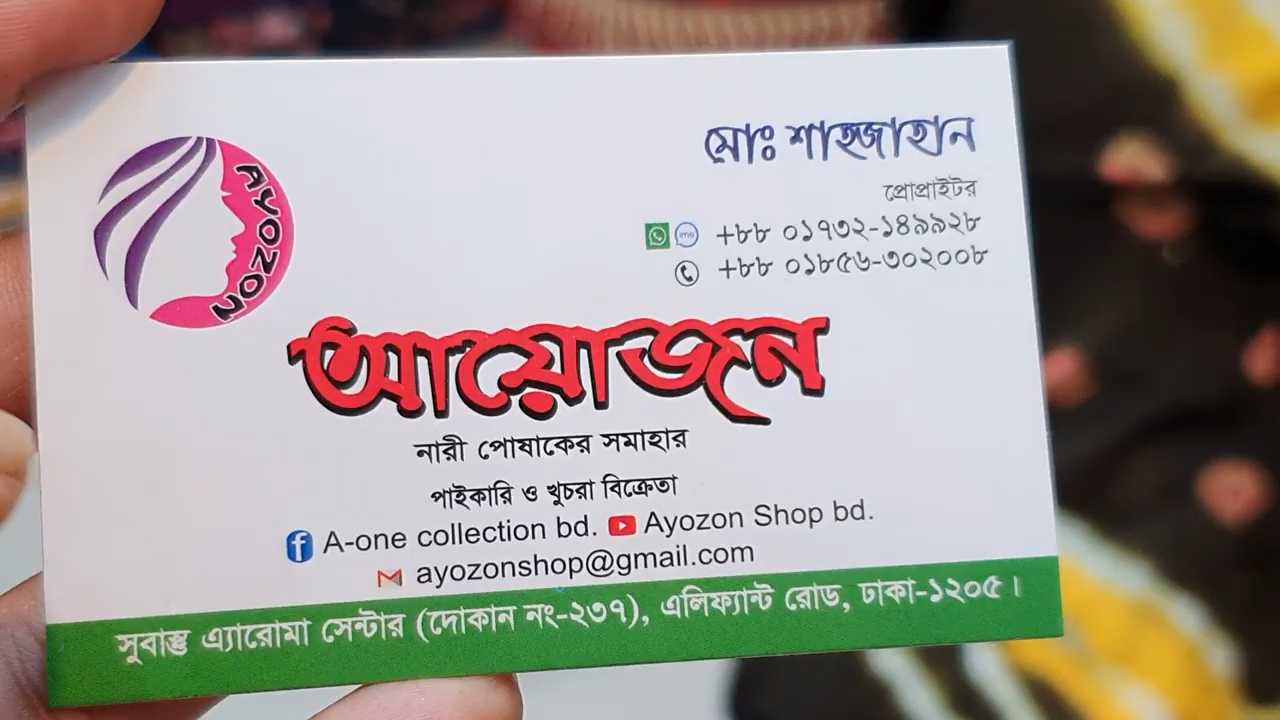 AYOZON
মোঃ শাহজাহান
প্রোপ্রাইটর
+৮৮ ০১৭৩২-১৪৯৯২৮
+৮৮ ০১৮৫৬-৩০২০০৮
আয়োজন
নারী পোষাকের সমাহার
পাইকারি ও খুচরা বিক্রেতা
A-one collection bd. Ayozon Shop bd.
ayozonshop@gmail.com
সুবাস্তু এ্যারোমা সেন্টার (দোকান নং-২৩৭), এলিফ্যান্ট রোড, ঢাকা-১২০৫।